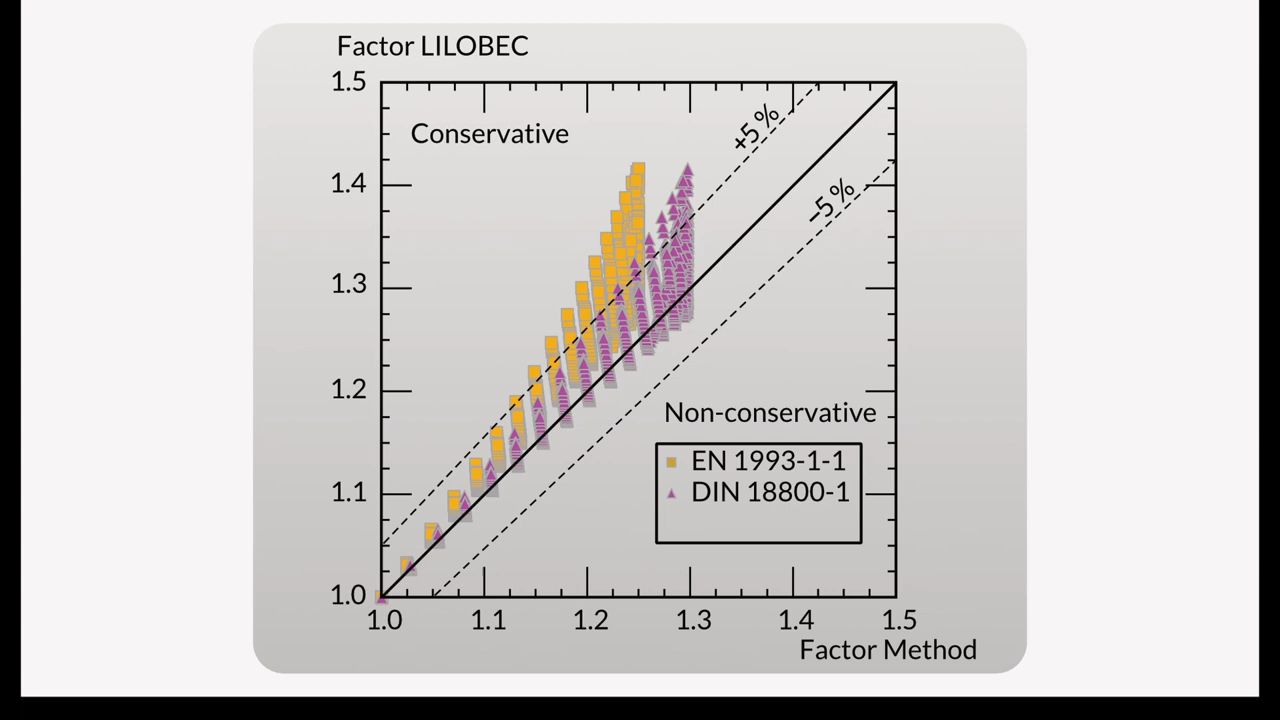 Factor LILOBEC
1.5
+5 %
Conservative
1.4
−5 %
1.3
1.2
Non-conservative
EN 1993-1-1
DIN 18800-1
1.1
1.0
1.0 1.1 1.2 1.3 1.4 1.5
Factor Method